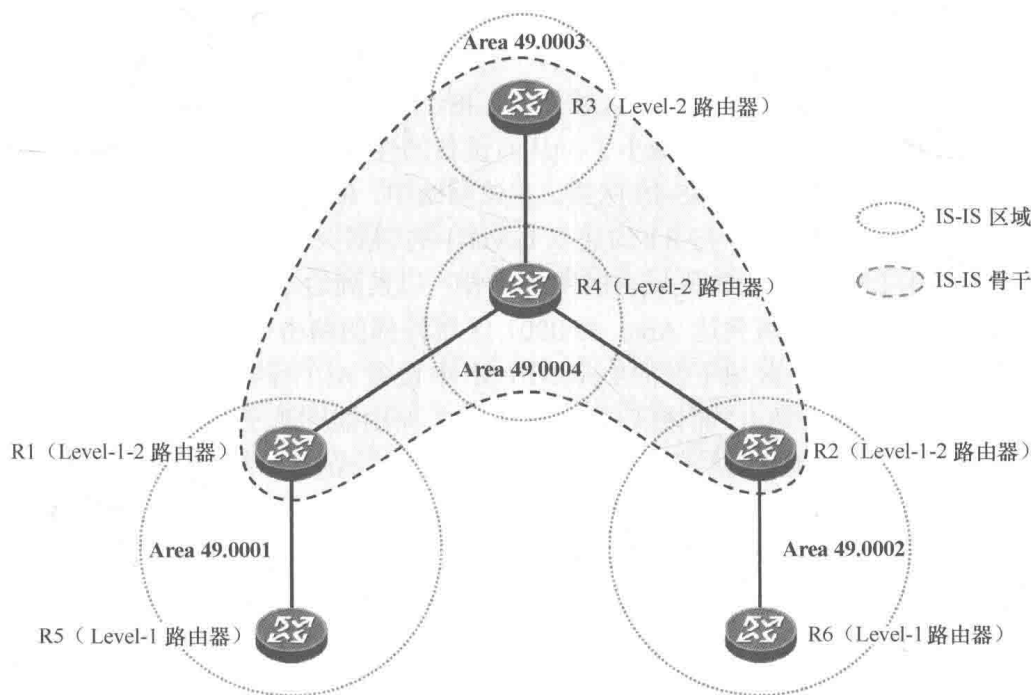 Area 49.0003
R3（Level-2 路由器）
IS-IS 区域
IS-IS 骨干
R4（Level-2 路由器）
Area 49.0004
R1（Level-1-2 路由器）
R2（Level-1-2 路由器）
Area 49.0001
Area 49.0002
R5（Level-1 路由器）
R6（Level-1路由器）